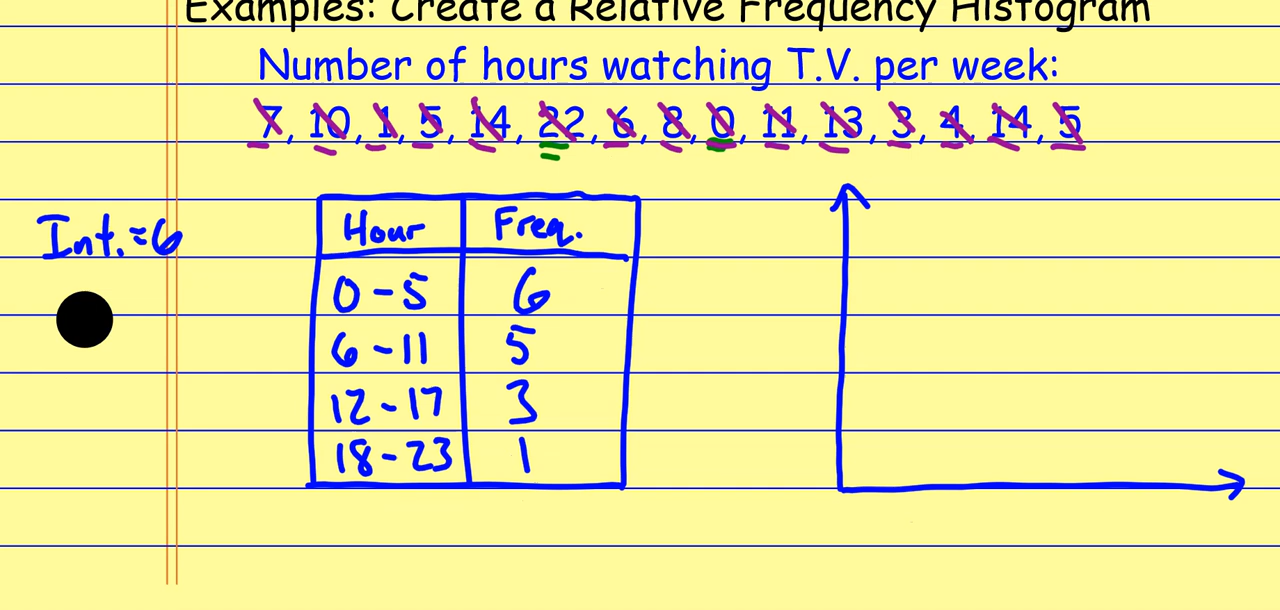 Examples: Create a Relative Frequency Histogram
Number of hours watching T.V. per week:
7, 10, 1, 5, 14, 22, 6, 8, 0, 11, 13, 3, 4, 14, 5
Int.=6
Hour Freq.
0-5 6
6-11 5
12-17 3
18-23 1